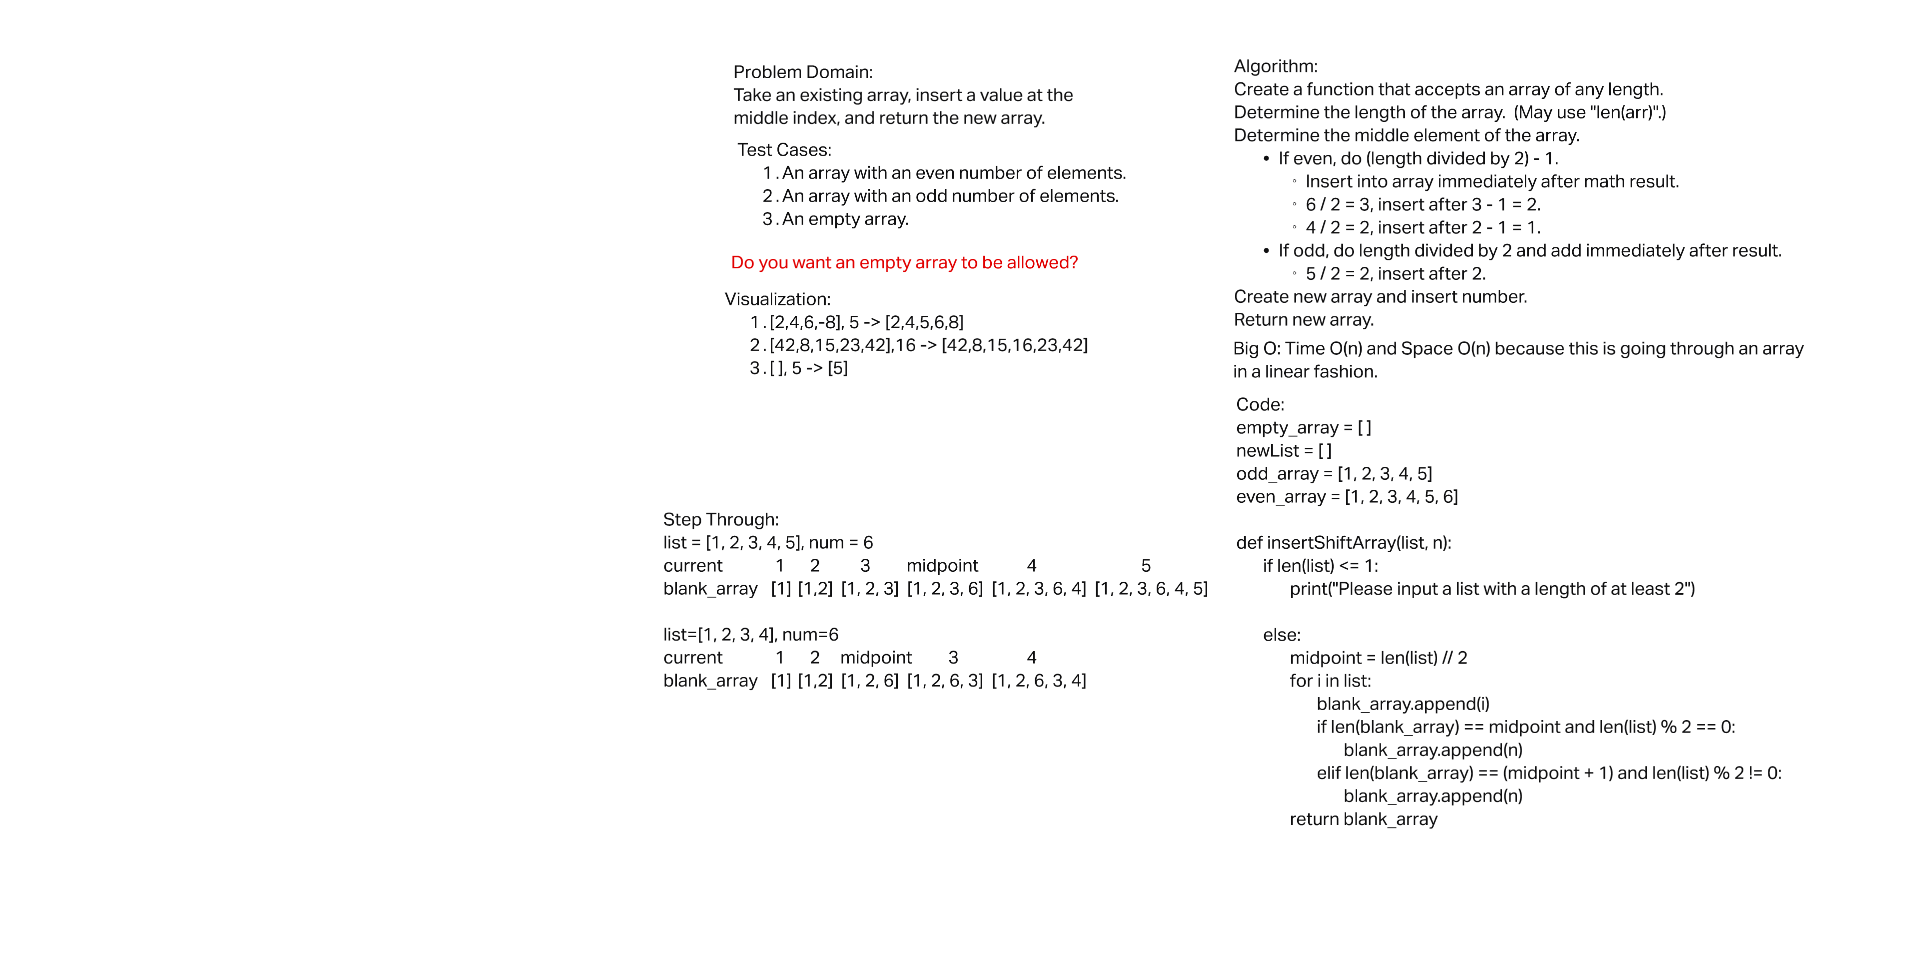 Problem Domain:
Take an existing array, insert a value at the
middle index, and return the new array.
Test Cases:
1. An array with an even number of elements.
2. An array with an odd number of elements.
3. An empty array.
Do you want an empty array to be allowed?
Visualization:
1. [2,4,6,-8], 5 -> [2,4,5,6,8]
2. [42,8,15,23,42],16 -> [42,8,15,16,23,42]
3. [ ], 5 -> [5]
Step Through:
list = [1, 2, 3, 4, 5], num = 6
current 1 2 3 midpoint 4 5
blank_array [1] [1,2] [1, 2, 3] [1, 2, 3, 6] [1, 2, 3, 6, 4] [1, 2, 3, 6, 4, 5]
list=[1, 2, 3, 4], num=6
current 1 2 midpoint 3 4
blank_array [1] [1,2] [1, 2, 6] [1, 2, 6, 3] [1, 2, 6, 3, 4]
Algorithm:
Create a function that accepts an array of any length.
Determine the length of the array. (May use "len(arr)".)
Determine the middle element of the array.
• If even, do (length divided by 2) - 1.
◦ Insert into array immediately after math result.
◦ 6 / 2 = 3, insert after 3 - 1 = 2.
◦ 4 / 2 = 2, insert after 2 - 1 = 1.
• If odd, do length divided by 2 and add immediately after result.
◦ 5 / 2 = 2, insert after 2.
Create new array and insert number.
Return new array.
Big O: Time O(n) and Space O(n) because this is going through an array
in a linear fashion.
Code:
empty_array = [ ]
newList = [ ]
odd_array = [1, 2, 3, 4, 5]
even_array = [1, 2, 3, 4, 5, 6]
def insertShiftArray(list, n):
if len(list) <= 1:
print("Please input a list with a length of at least 2")
else:
midpoint = len(list) // 2
for i in list:
blank_array.append(i)
if len(blank_array) == midpoint and len(list) % 2 == 0:
blank_array.append(n)
elif len(blank_array) == (midpoint + 1) and len(list) % 2 != 0:
blank_array.append(n)
return blank_array